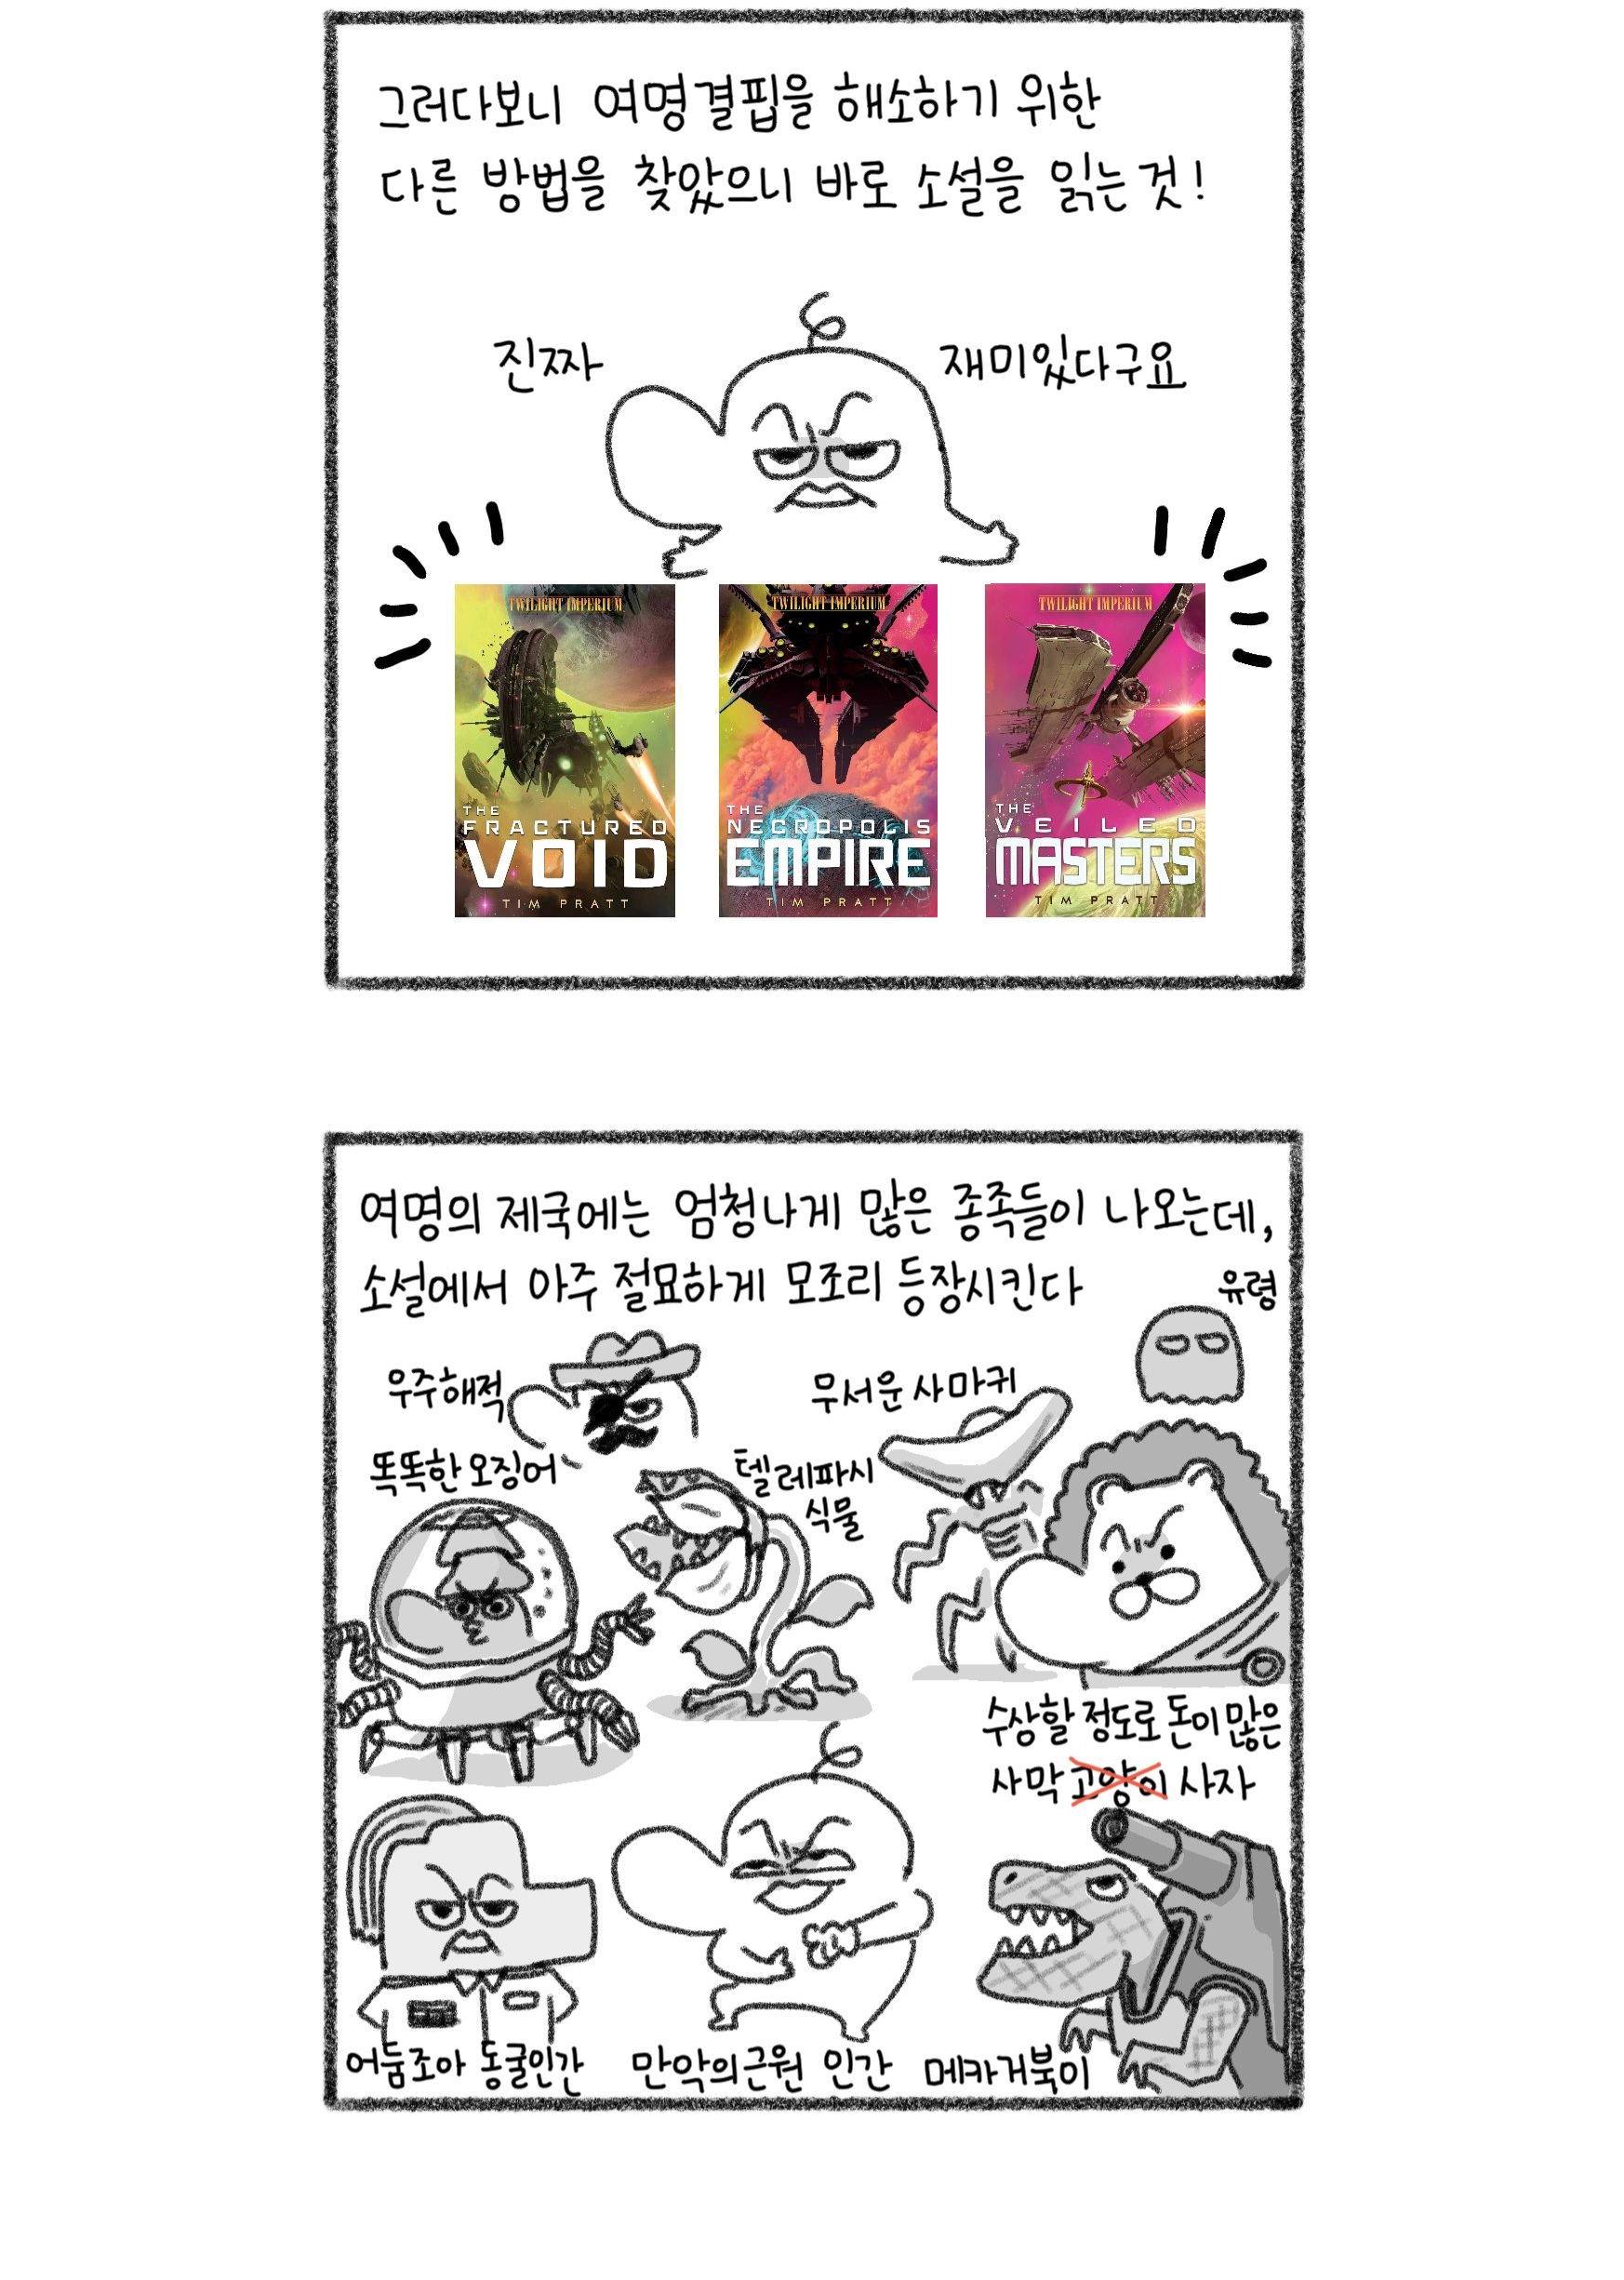 그러다보니 여명결핍을 해소하기 위한
다른 방법을 찾았으니 바로 소설을 읽는 것!
진짜
재미있다구요
TWILIGHT IMPERIUM
THE
FRACTURED
VOID
TIM PRATT
TWILIGHT IMPERIUM
THE
NECROPOLIS
EMPIRE
TIM PRATT
TWILIGHT IMPERIUM
THE
VEILED
MASTERS
TIM PRATT
여명의 제국에는 엄청나게 많은 종족들이 나오는데,
소설에서 아주 절묘하게 모조리 등장시킨다
유령
우주해적
무서운 사마귀
똑똑한 오징어
텔레파시
식물
수상할 정도로 돈이 많은
사막 고양이 사자
어둠조아 동굴인간
만악의근원 인간
메카거북이